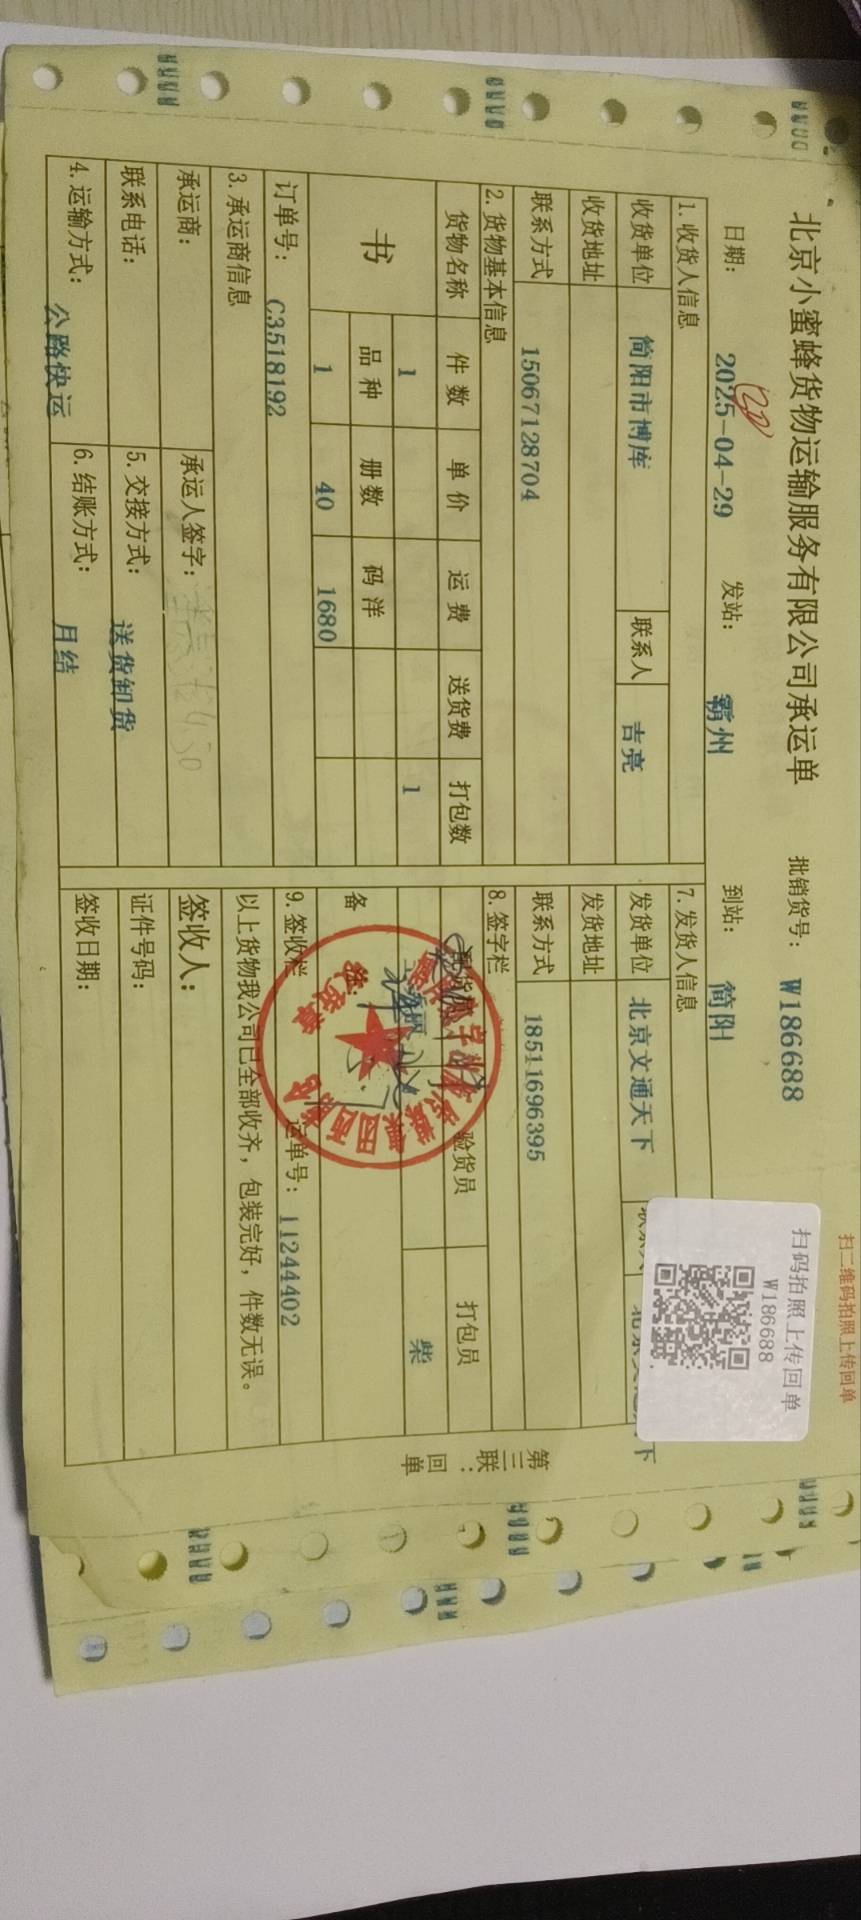 扫二维码拍照上传回单
扫码拍照上传回单
W186688
北京小蜜蜂货物运输服务有限公司承运单 批销货号: W186688
日期: 2025-04-29 发站: 霸州 到站: 简阳
1. 收货人信息
收货单位 简阳市博库 联系人 吉亮
收货地址
联系方式 15067128704
2. 货物基本信息
货物名称 件数 单价 运费 送货费 打包数
书 1 1
品种 册数 码洋
1 40 1680
订单号: C3518192
3. 承运商信息
承运商: 承运人签字:
联系电话: 5. 交接方式: 送货卸货
4. 运输方式: 公路快运 6. 结账方式: 月结
7. 发货人信息
发货单位 北京文通天下
发货地址
联系方式 18511696395
8. 签字栏
验货员 打包员
柴
备
9. 签收栏 运单号: 11244402
以上货物我公司已全部收齐，包装完好，件数无误。
签收人:
证件号码:
签收日期:
第三联: 回单